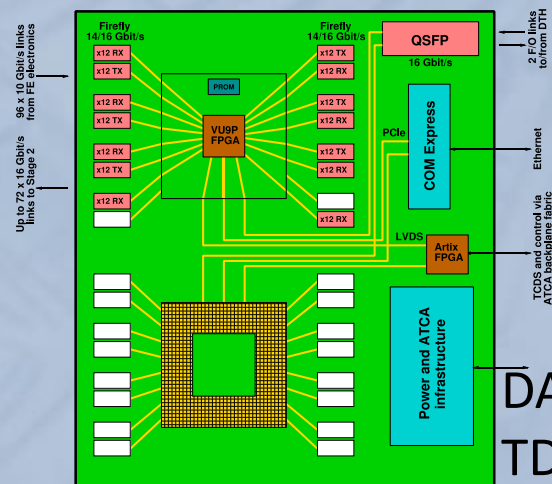 Firefly
14/16 Gbit/s
Firefly
14/16 Gbit/s
QSFP
16 Gbit/s
2 F/O links
to/from DTH
96 x 10 Gbit/s links
from FE electronics
Up to 72 x 16 Gbit/s
links to Stage 2
x12 RX
x12 TX
x12 RX
x12 TX
x12 RX
x12 TX
x12 RX
PROM
VU9P
FPGA
x12 TX
x12 RX
x12 TX
x12 RX
x12 TX
x12 RX
x12 RX
PCIe
COM Express
Ethernet
LVDS
Artix
FPGA
TCDS and control via
ATCA backplane fabric
Power and ATCA
infrastructure
DA
TD